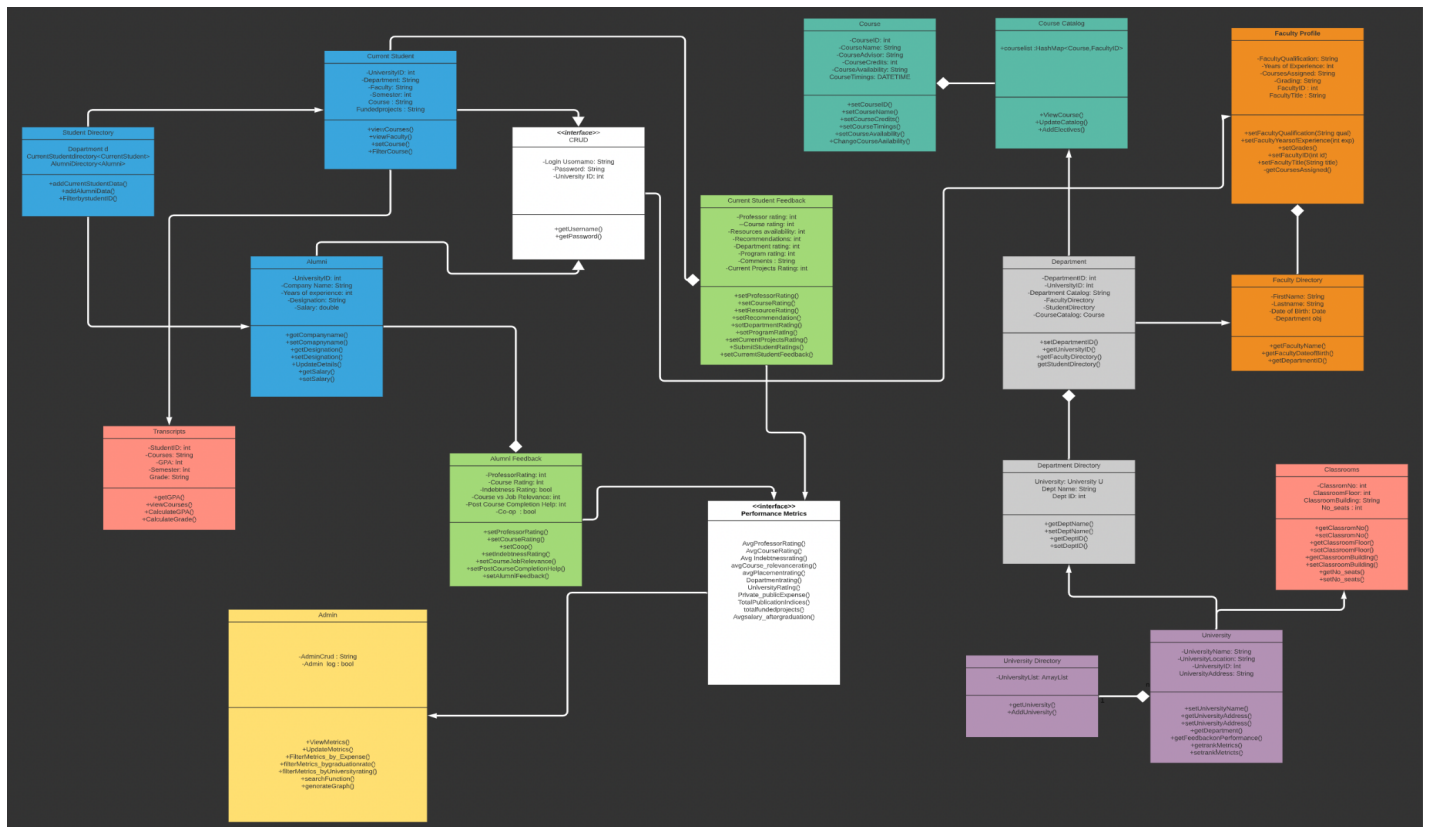 Student Directory
Department d
CurrentStudentdirectory<CurrentStudent>
AlumniDirectory<Alumni>
+addCurrentStudentData()
+addAlumniData()
+FilterbystudentID()
Current Student
-UniversityID: int
-Department: String
-Faculty: String
-Semester: Int
Course : String
Fundedprojects : String
+viewCourses()
+viewFaculty()
+setCourse()
+FilterCourse()
<<interface>>
CRUD
-Login Username: String
-Password: String
-University ID: int
+getUsername()
+getPassword()
Course
-CourseID: int
-CourseName: String
-CourseAdvisor: String
-CourseCredits: int
-CourseAvailability: String
CourseTimings: DATETIME
+setCourseID()
+setCourseName()
+setCourseCredits()
+setCourseTimings()
+setCourseAvailability()
+ChangeCourseAailability()
Course Catalog
+courselist: HashMap<Course,FacultyID>
+ViewCourse()
+UpdateCatalog()
+AddElectives()
Faculty Profile
-FacultyQualification: String
-Years of Experience: int
-CoursesAssigned: String
-Grading: String
FacultyID : int
FacultyTitle : String
+setFacultyQualification(String qual)
+setFacultyYearsofExperience(int exp)
+setGrades()
+setFacultyID(int id)
+setFacultyTitle(String title)
-getCoursesAssigned()
Current Student Feedback
-Professor rating: int
-Course rating: int
-Resources availability: int
-Recommendations: int
-Department rating: int
-Program rating: int
-Comments : String
-Current Projects Rating: int
+setProfessorRating()
+setCourseRating()
+setResourceRating()
+setRecommendation()
+setDepartmentRating()
+setProgramRating()
+setCurrentProjectsRating()
+SubmitStudentRatings()
+setCurrentStudentFeedback()
Alumni
-UniversityID: int
-Company Name: String
-Years of experience: int
-Designation: String
-Salary: double
+getCompanyname()
+setComapnyname()
+getDesignation()
+setDesignation()
+UpdateDetails()
+getSalary()
+setSalary()
Department
-DepartmentID: int
-UniversityID: int
-Department Catalog: String
-FacultyDirectory
-StudentDirectory
-CourseCatalog: Course
+setDepartmentID()
+getUniversityID()
+getFacultyDirectory()
getStudentDirectory()
Faculty Directory
-FirstName: String
-Lastname: String
-Date of Birth: Date
-Department obj
+getFacultyName()
+getFacultyDateofBirth()
+getDepartmentID()
Transcripts
-StudentID: int
-Courses: String
-GPA: int
-Semester: Int
Grade: String
+getGPA()
+viewCourses()
+CalculateGPA()
+CalculateGrade()
Alumni Feedback
-ProfessorRating: Int
-Course Rating: Int
-Indebtness Rating: bool
-Course vs Job Relevance: int
-Post Course Completion Help: int
-Co-op : bool
+setProfessorRating()
+setCourseRating()
+setCoop()
+setIndebtnessRating()
+setCourseJobRelevance()
+setPostCourseCompletionHelp()
+setAlumniFeedback()
<<interface>>
Performance Metrics
AvgProfessorRating()
AvgCourseRating()
Avg Indebtnessrating()
avgCourse_relevancerating()
avgPlacementrating()
Departmentrating()
UniversityRating()
Private_publicExpense()
TotalPublicationIndices()
totalfundedprojects()
Avgsalary_aftergraduation()
Department Directory
University: University U
Dept Name: String
Dept ID: int
+getDeptName()
+setDeptName()
+getDeptID()
+setDeptID()
Classrooms
-ClassromNo: int
ClassroomFloor: int
ClassroomBuilding: String
No_seats : int
+getClassromNo()
+setClassromNo()
+getClassroomFloor()
+setClassroomFloor()
+getClassroomBuilding()
+setClassroomBuilding()
+getNo_seats()
+setNo_seats()
Admin
-AdminCrud : String
-Admin log : bool
+ViewMetrics()
+UpdateMetrics()
+FilterMetrics_by_Expense()
+filterMetrics_bygraduationrate()
+filterMetrics_byUniversityrating()
+searchFunction()
+generateGraph()
University Directory
-UniversityList: ArrayList
+getUniversity()
+AddUniversity()
University
-UniversityName: String
-UniversityLocation: String
-UniversityID: int
UniversityAddress: String
+setUniversityName()
+getUniversityAddress()
+setUniversityAddress()
+getDepartment()
+getFeedbackonPerformance()
+getrankMetrics()
+setrankMetrcss()